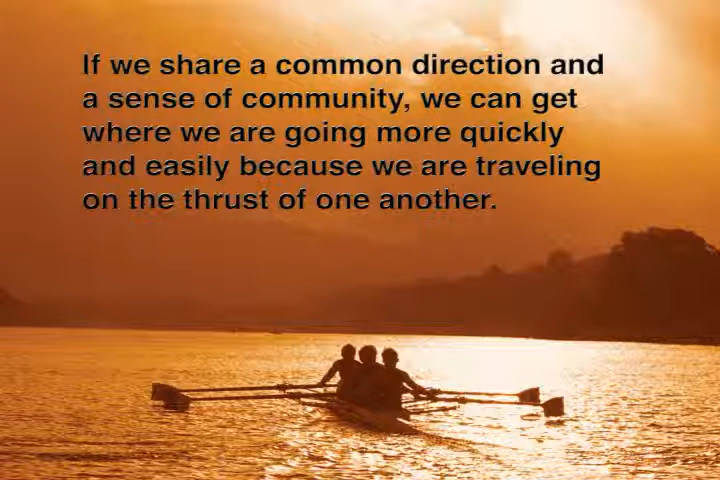 If we share a common direction and
a sense of community, we can get
where we are going more quickly
and easily because we are traveling
on the thrust of one another.